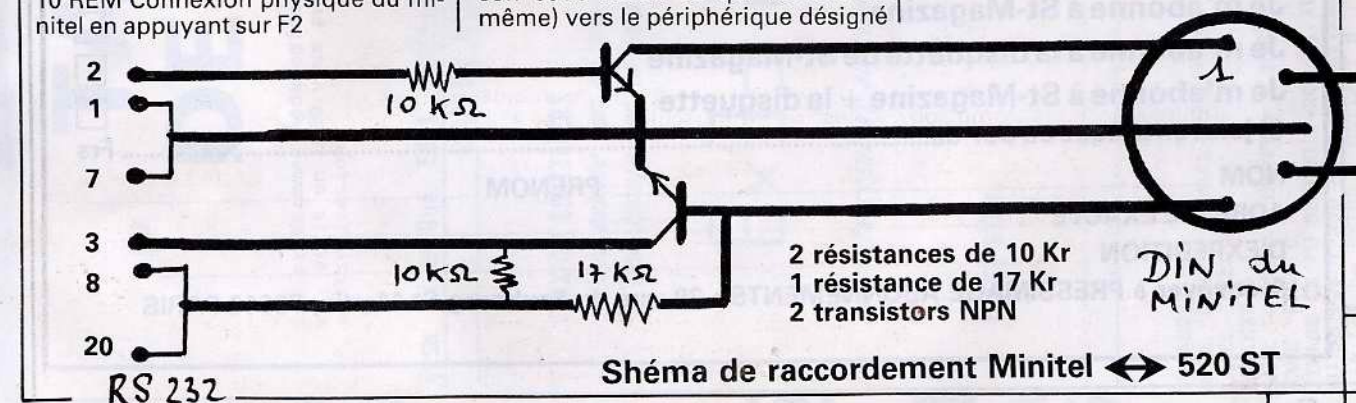 10 REM Connexion physique du mi-
nitel en appuyant sur F2
même) vers le périphérique désigné
2
10 KΩ
1
7
3
8
20
10 KΩ
17 KΩ
1
2 résistances de 10 Kr
1 résistance de 17 Kr
2 transistors NPN
DIN du
MINITEL
Shéma de raccordement Minitel ↔ 520 ST
RS 232